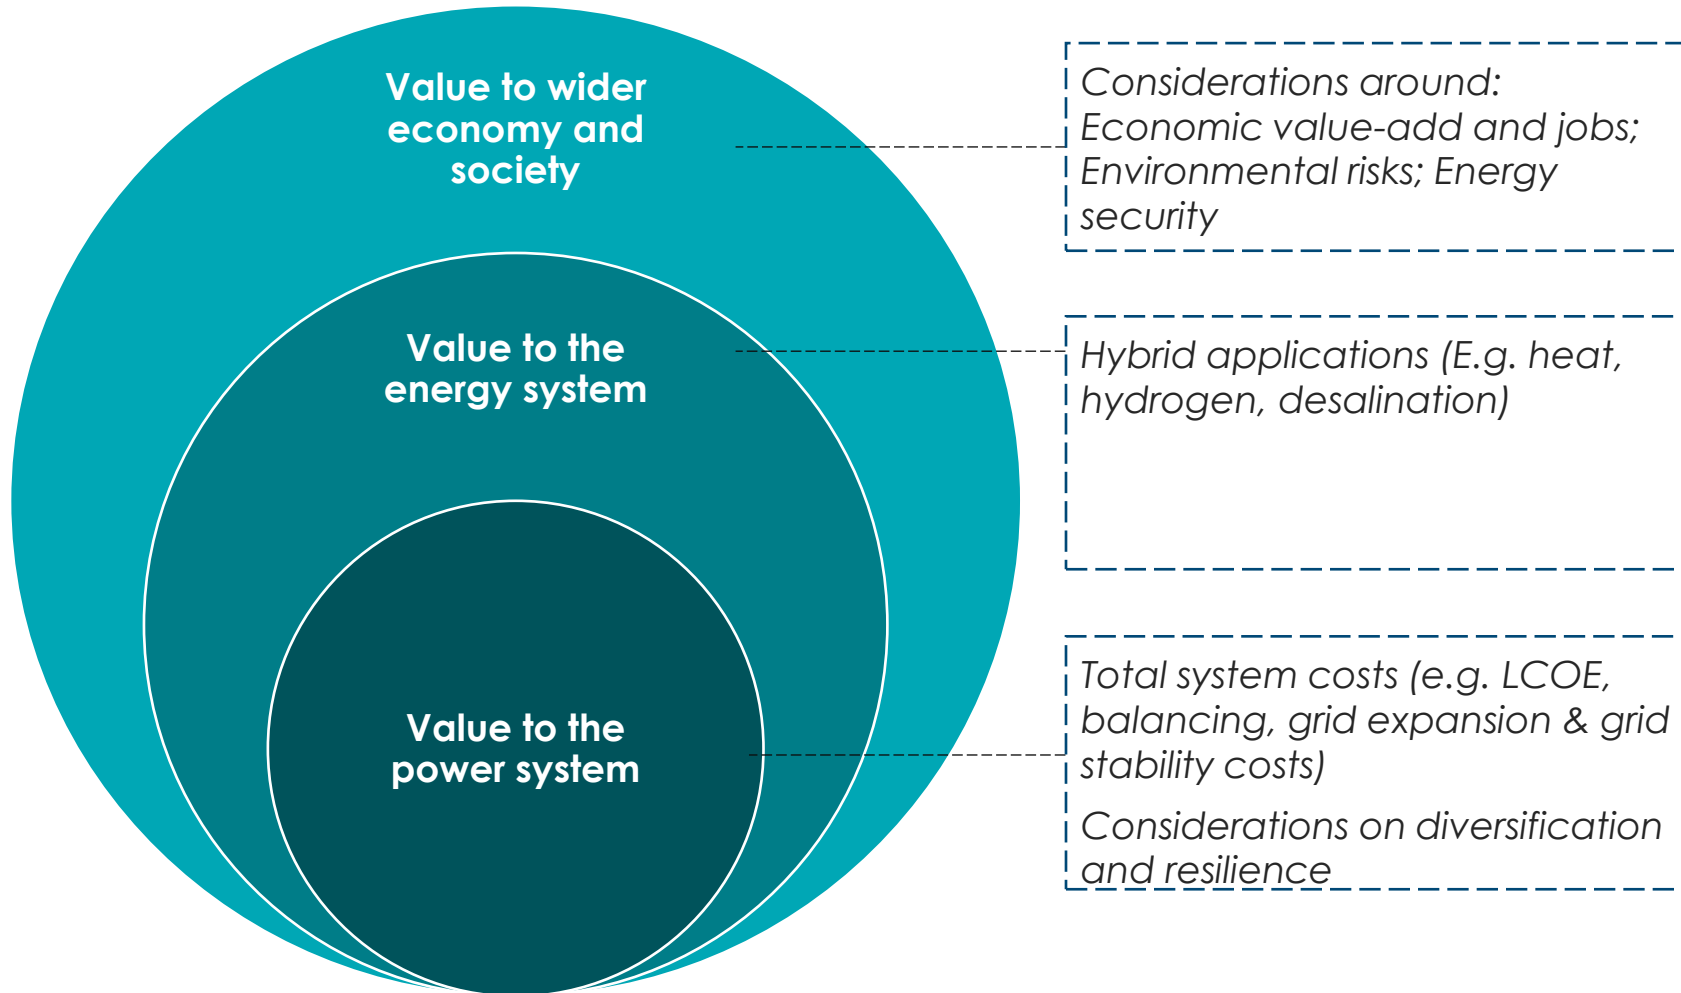 Value to wider
economy and
society
Considerations around:
Economic value-add and jobs;
Environmental risks; Energy
security
Value to the
energy system
Hybrid applications (E.g. heat,
hydrogen, desalination)
Value to the
power system
Total system costs (e.g. LCOE,
balancing, grid expansion & grid
stability costs)
Considerations on diversification
and resilience